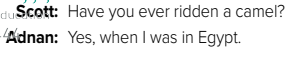 Scott: Have you ever ridden a camel?
Adnan: Yes, when I was in Egypt.